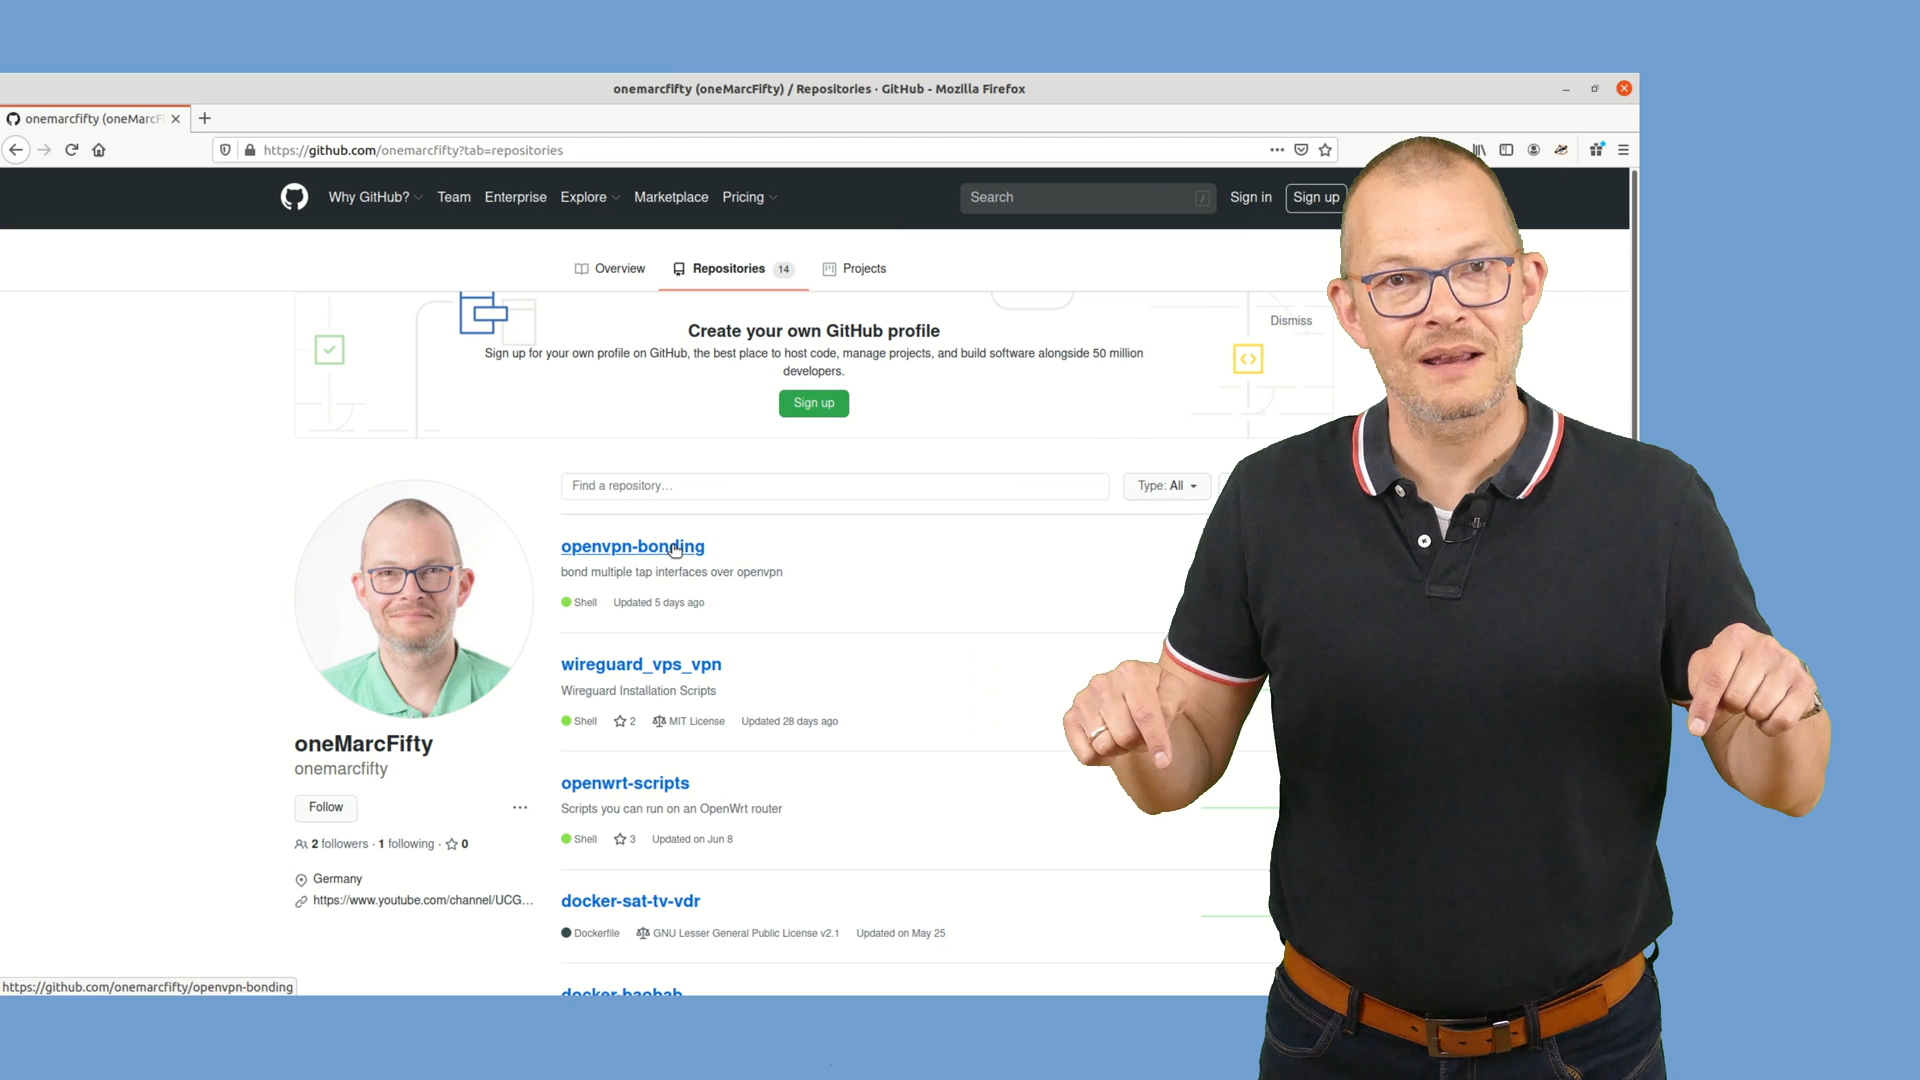 onemarcfifty (oneMarcFifty) / Repositories · GitHub - Mozilla Firefox
onemarcfifty (oneMarcFi
https://github.com/onemarcfifty?tab=repositories
Why GitHub? Team Enterprise Explore Marketplace Pricing Search / Sign in Sign up
Overview Repositories 14 Projects
Create your own GitHub profile
Dismiss
Sign up for your own profile on GitHub, the best place to host code, manage projects, and build software alongside 50 million
developers.
Sign up
Find a repository… Type: All
openvpn-bonding
bond multiple tap interfaces over openvpn
Shell Updated 5 days ago
wireguard_vps_vpn
Wireguard Installation Scripts
Shell 2 MIT License Updated 28 days ago
openwrt-scripts
Scripts you can run on an OpenWrt router
Shell 3 Updated on Jun 8
docker-sat-tv-vdr
Dockerfile GNU Lesser General Public License v2.1 Updated on May 25
docker-baobab
oneMarcFifty
onemarcfifty
Follow
2 followers · 1 following · 0
Germany
https://www.youtube.com/channel/UCG…
https://github.com/onemarcfifty/openvpn-bonding